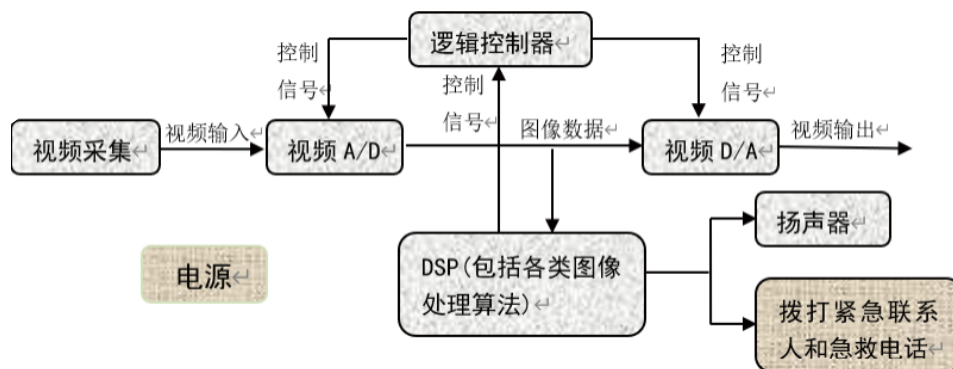 逻辑控制器
控制
信号
控制
信号
控制
信号
视频采集
视频输入
视频 A/D
图像数据
视频 D/A
视频输出
电源
DSP(包括各类图像
处理算法)
扬声器
拨打紧急联系
人和急救电话